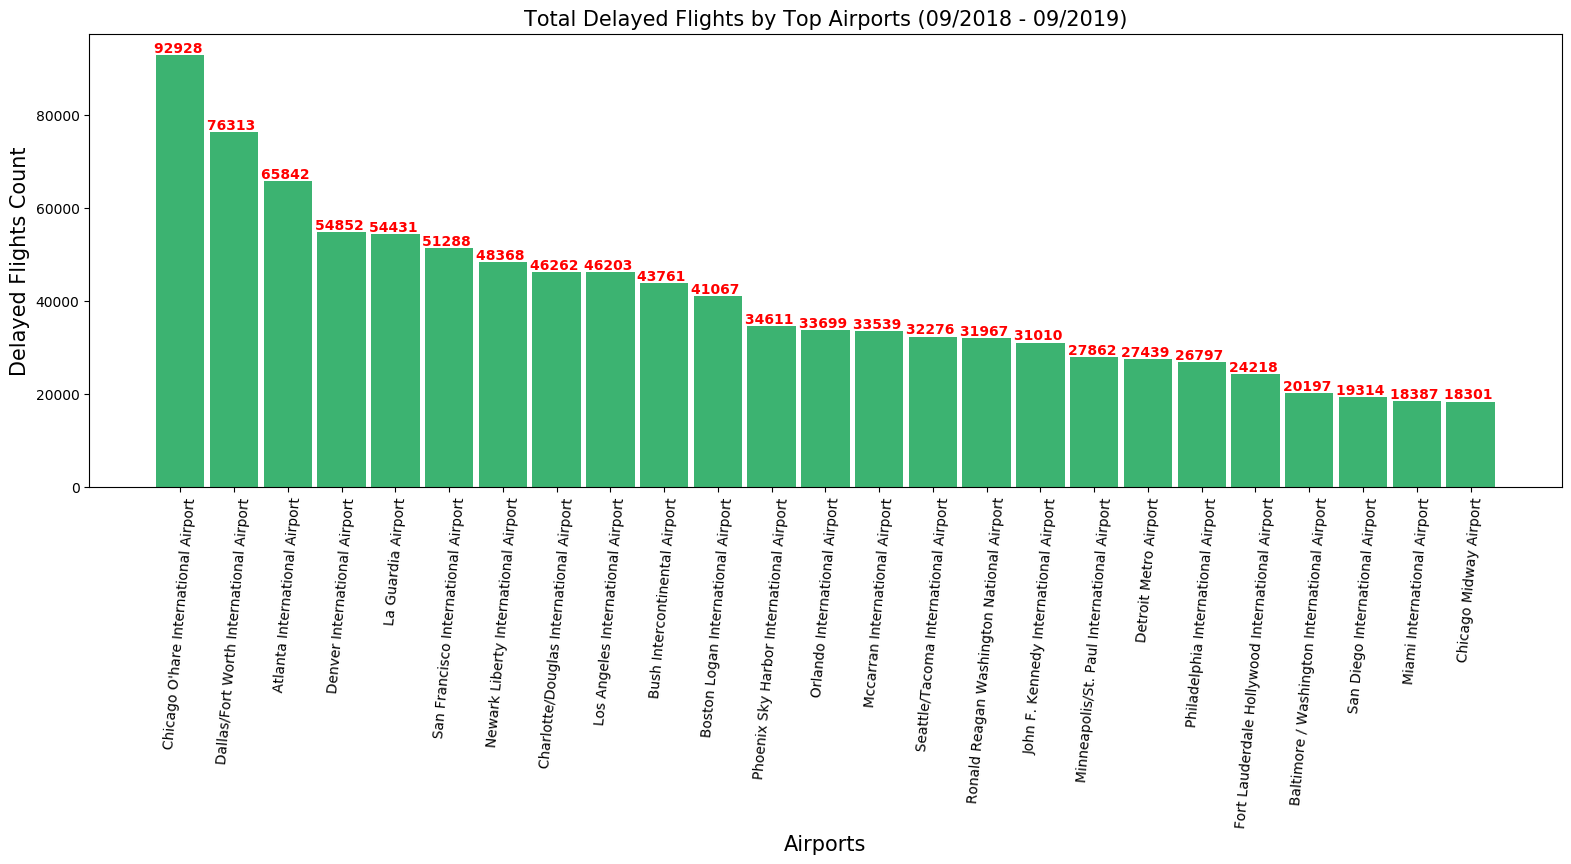 Total Delayed Flights by Top Airports (09/2018 - 09/2019)
Delayed Flights Count
80000
60000
40000
20000
0
92928
76313
65842
54852
54431
51288
48368
46262
46203
43761
41067
34611
33699
33539
32276
31967
31010
27862
27439
26797
24218
20197
19314
18387
18301
Chicago O'hare International Airport
Dallas/Fort Worth International Airport
Atlanta International Airport
Denver International Airport
La Guardia Airport
San Francisco International Airport
Newark Liberty International Airport
Charlotte/Douglas International Airport
Los Angeles International Airport
Bush Intercontinental Airport
Boston Logan International Airport
Phoenix Sky Harbor International Airport
Orlando International Airport
Mccarran International Airport
Seattle/Tacoma International Airport
Ronald Reagan Washington National Airport
John F. Kennedy International Airport
Minneapolis/St. Paul International Airport
Detroit Metro Airport
Philadelphia International Airport
Fort Lauderdale Hollywood International Airport
Baltimore / Washington International Airport
San Diego International Airport
Miami International Airport
Chicago Midway Airport
Airports